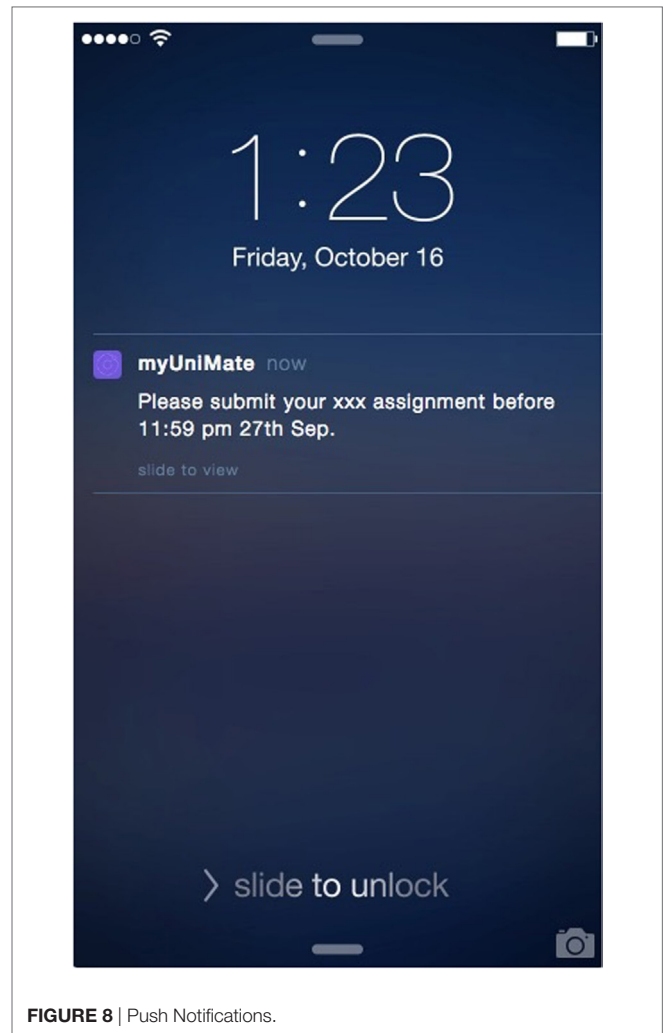 1:23
Friday, October 16
myUniMate now
Please submit your xxx assignment before
11:59 pm 27th Sep.
slide to view
slide to unlock
FIGURE 8 | Push Notifications.